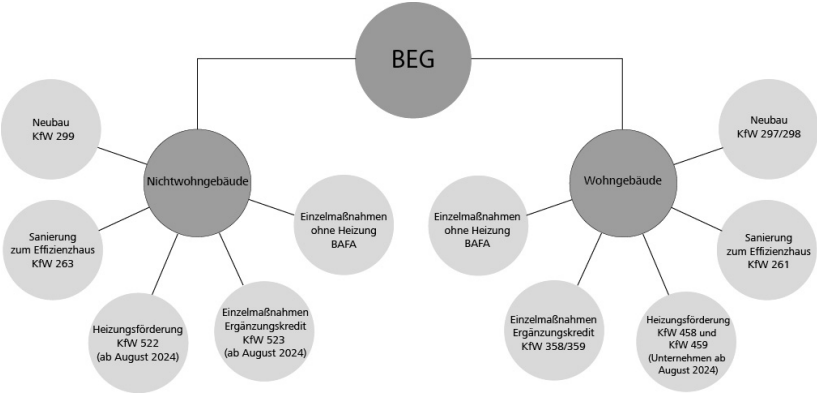 BEG
Nichtwohngebäude
Neubau
KfW 299
Sanierung
zum Effizienzhaus
KfW 263
Heizungsförderung
KfW 522
(ab August 2024)
Einzelmaßnahmen
Ergänzungskredit
KfW 523
(ab August 2024)
Einzelmaßnahmen
ohne Heizung
BAFA
Wohngebäude
Einzelmaßnahmen
ohne Heizung
BAFA
Einzelmaßnahmen
Ergänzungskredit
KfW 358/359
Heizungsförderung
KfW 458 und
KfW 459
(Unternehmen ab
August 2024)
Sanierung
zum Effizienzhaus
KfW 261
Neubau
KfW 297/298